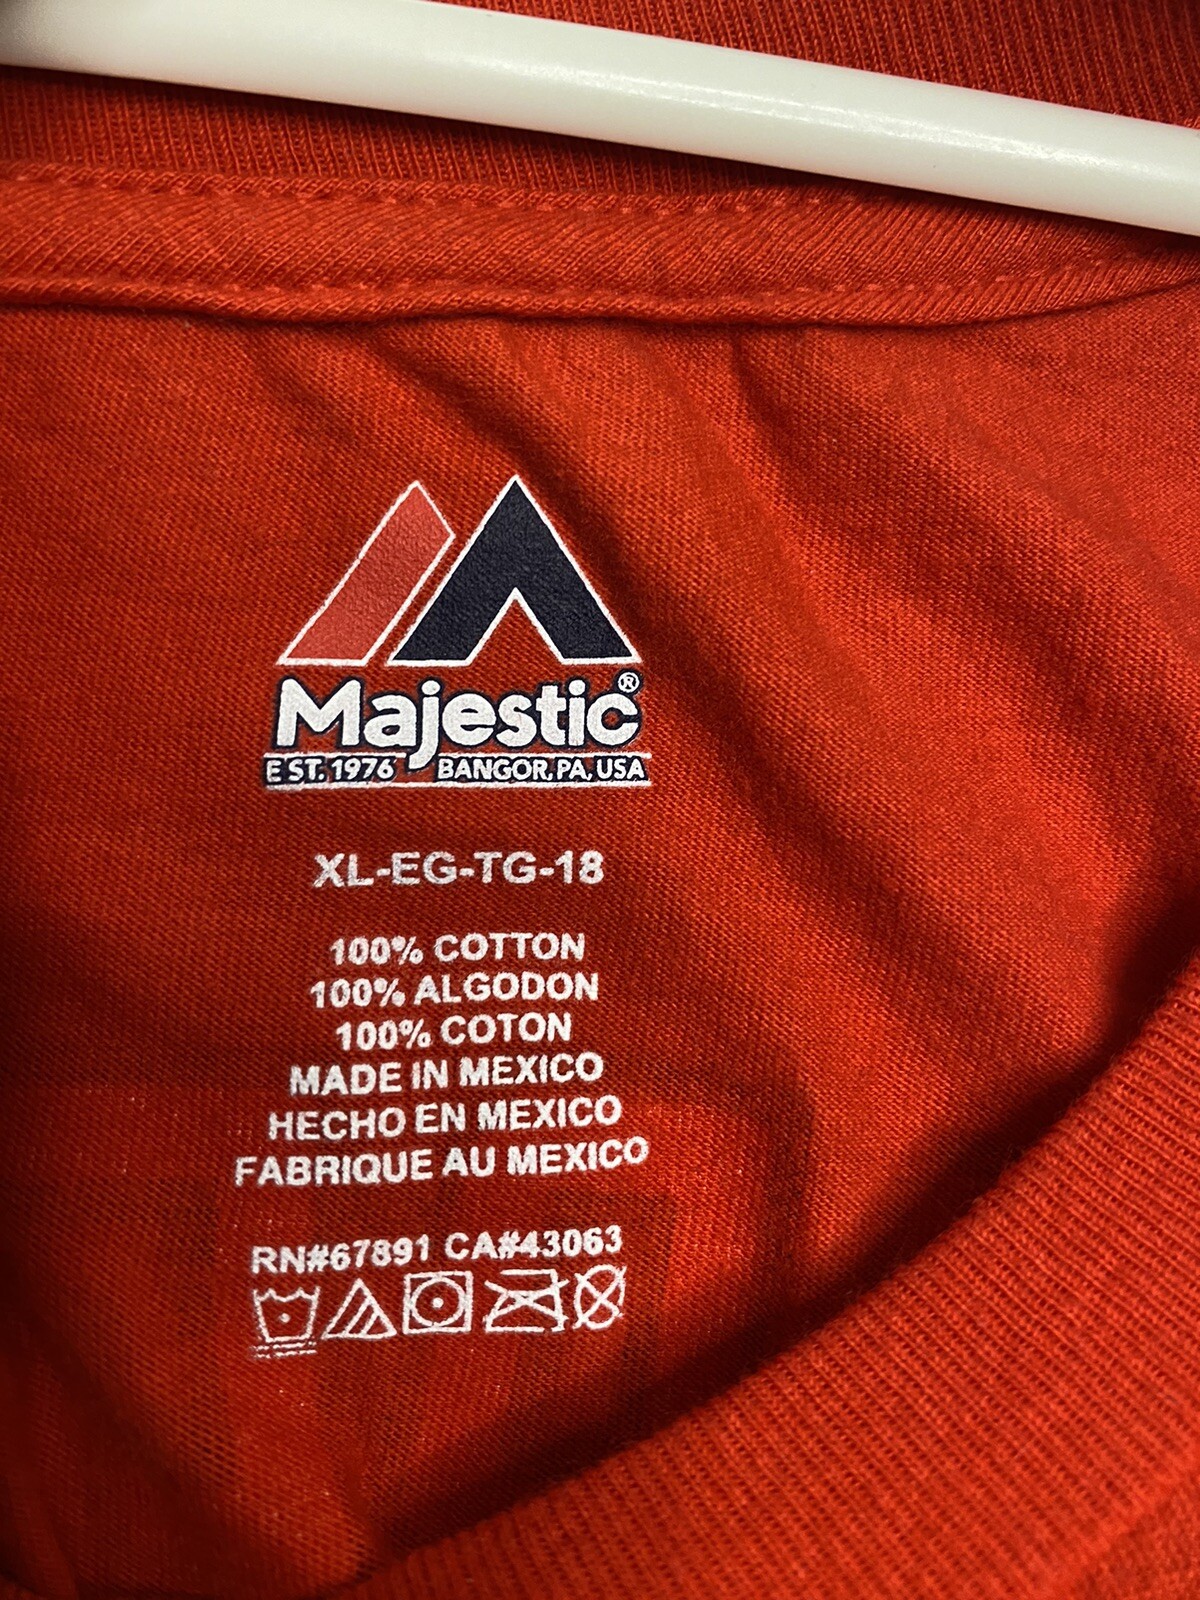 Majestic®
EST. 1976 BANGOR, PA, USA
XL-EG-TG-18
100% COTTON
100% ALGODON
100% COTON
MADE IN MEXICO
HECHO EN MEXICO
FABRIQUE AU MEXICO
RN#67891 CA#43063